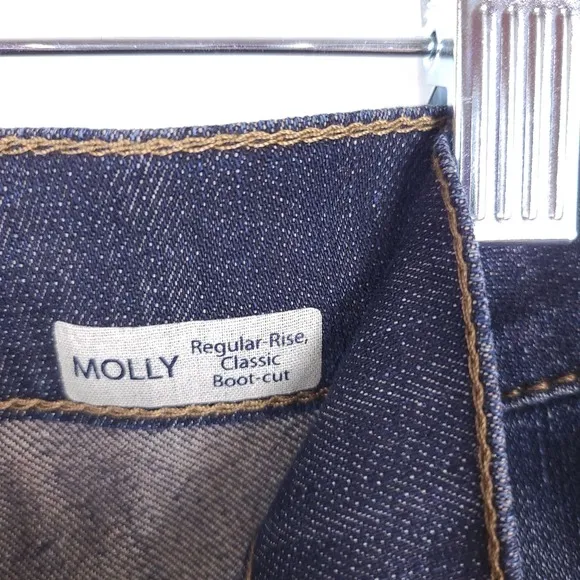 MOLLY
Regular-Rise,
Classic
Boot-cut